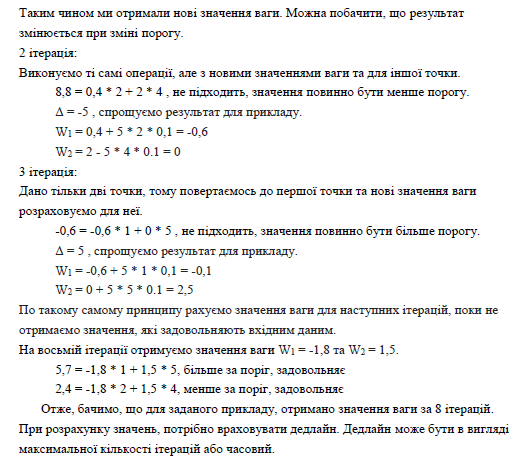 Таким чином ми отримали нові значення ваги. Можна побачити, що результат
змінюється при зміні порогу.
2 ітерація:
Виконуємо ті самі операції, але з новими значеннями ваги та для іншої точки.
8,8 = 0,4 * 2 + 2 * 4 , не підходить, значення повинно бути менше порогу.
Δ = -5 , спрощуємо результат для прикладу.
W1 = 0,4 + 5 * 2 * 0,1 = -0,6
W2 = 2 - 5 * 4 * 0.1 = 0
3 ітерація:
Дано тільки дві точки, тому повертаємось до першої точки та нові значення ваги
розраховуємо для неї.
-0,6 = -0,6 * 1 + 0 * 5 , не підходить, значення повинно бути більше порогу.
Δ = 5 , спрощуємо результат для прикладу.
W1 = -0,6 + 5 * 1 * 0,1 = -0,1
W2 = 0 + 5 * 5 * 0.1 = 2,5
По такому самому принципу рахуємо значення ваги для наступних ітерацій, поки не
отримаємо значення, які задовольняють вхідним даним.
На восьмій ітерації отримуємо значення ваги W1 = -1,8 та W2 = 1,5.
5,7 = -1,8 * 1 + 1,5 * 5, більше за поріг, задовольняє
2,4 = -1,8 * 2 + 1,5 * 4, менше за поріг, задовольняє
Отже, бачимо, що для заданого прикладу, отримано значення ваги за 8 ітерацій.
При розрахунку значень, потрібно враховувати дедлайн. Дедлайн може бути в вигляді
максимальної кількості ітерацій або часовий.